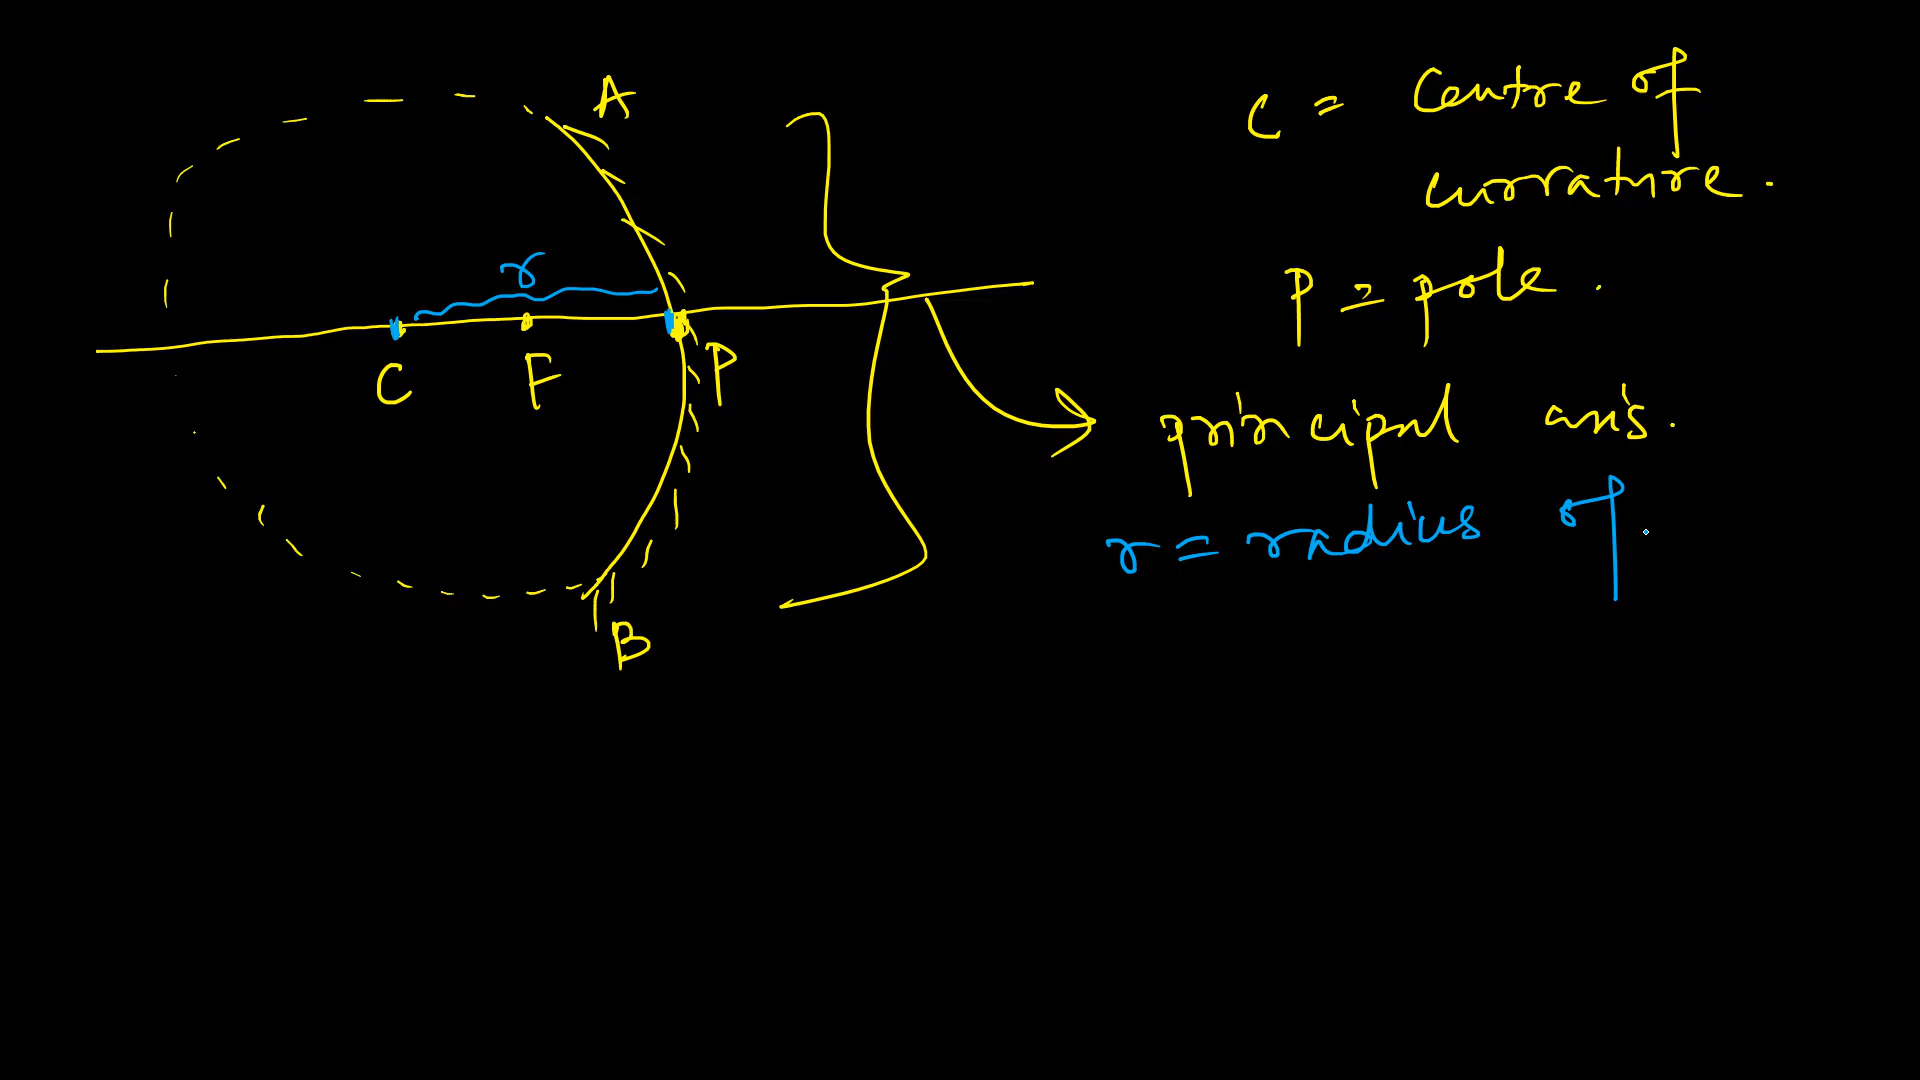 A
C = Centre of
curvature.
r
P = pole.
C
F
P
principal axis.
r = radius of
B